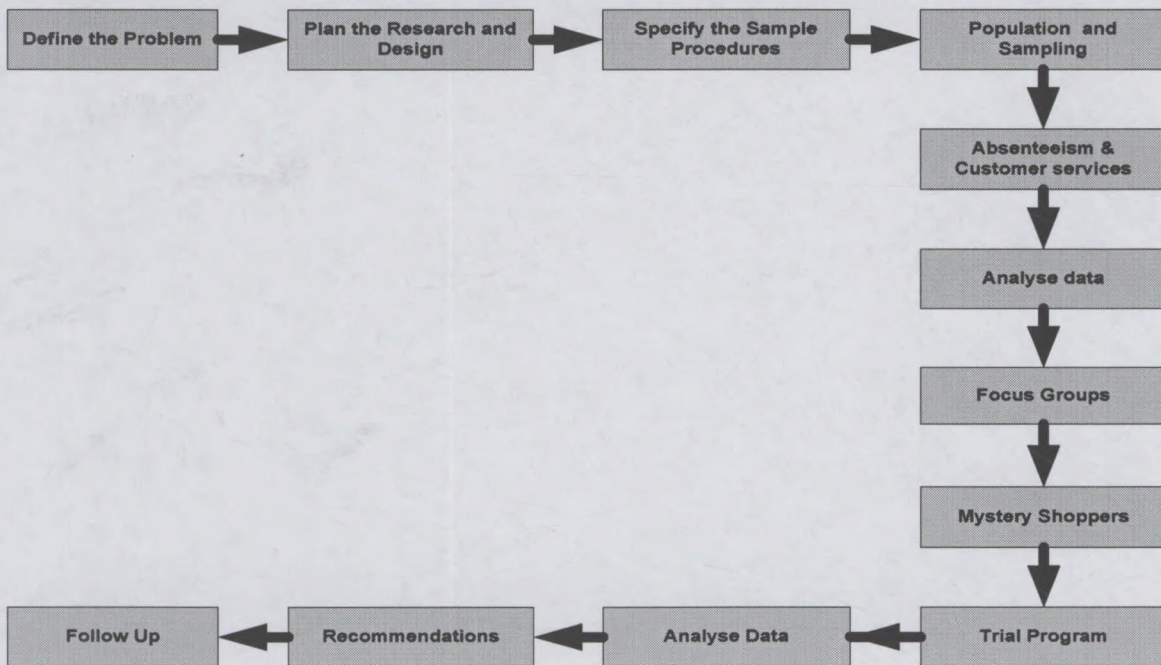 Define the Problem
Plan the Research and
Design
Specify the Sample
Procedures
Population and
Sampling
Absenteeism &
Customer services
Analyse data
Focus Groups
Mystery Shoppers
Trial Program
Analyse Data
Recommendations
Follow Up